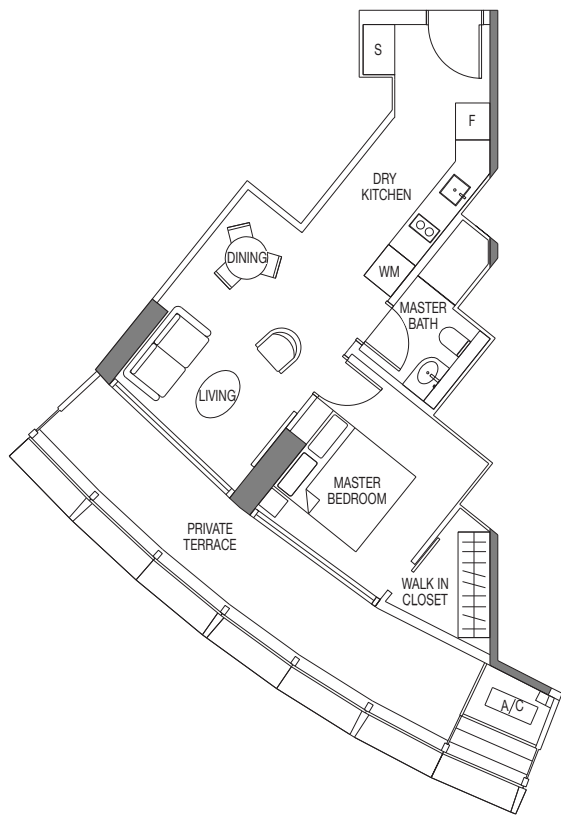 S
F
DRY
KITCHEN
DINING
WM
MASTER
BATH
LIVING
MASTER
BEDROOM
PRIVATE
TERRACE
WALK IN
CLOSET
A/C